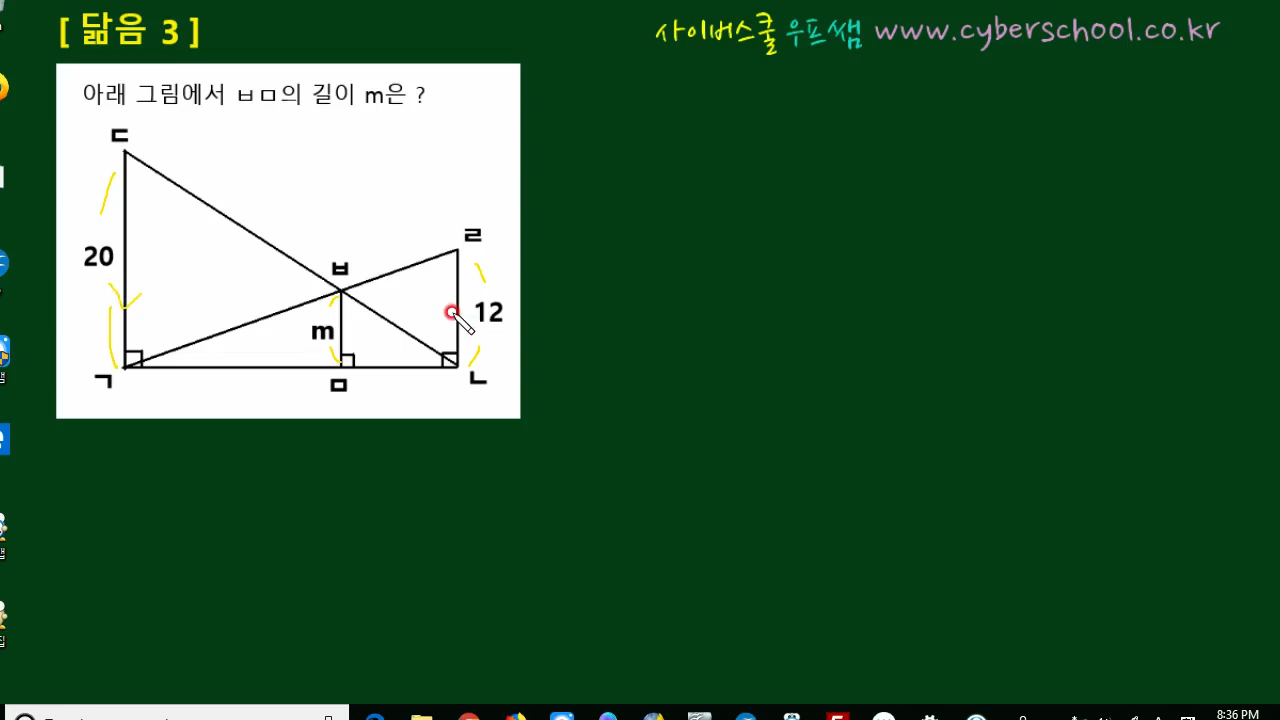 [ 닮음 3 ]
사이버스쿨 우프쌤 www.cyberschool.co.kr
아래 그림에서 ㅂㅁ의 길이 m은 ?
ㄷ
ㄹ
20
ㅂ
12
m
ㄱ
ㅁ
ㄴ
8:36 PM